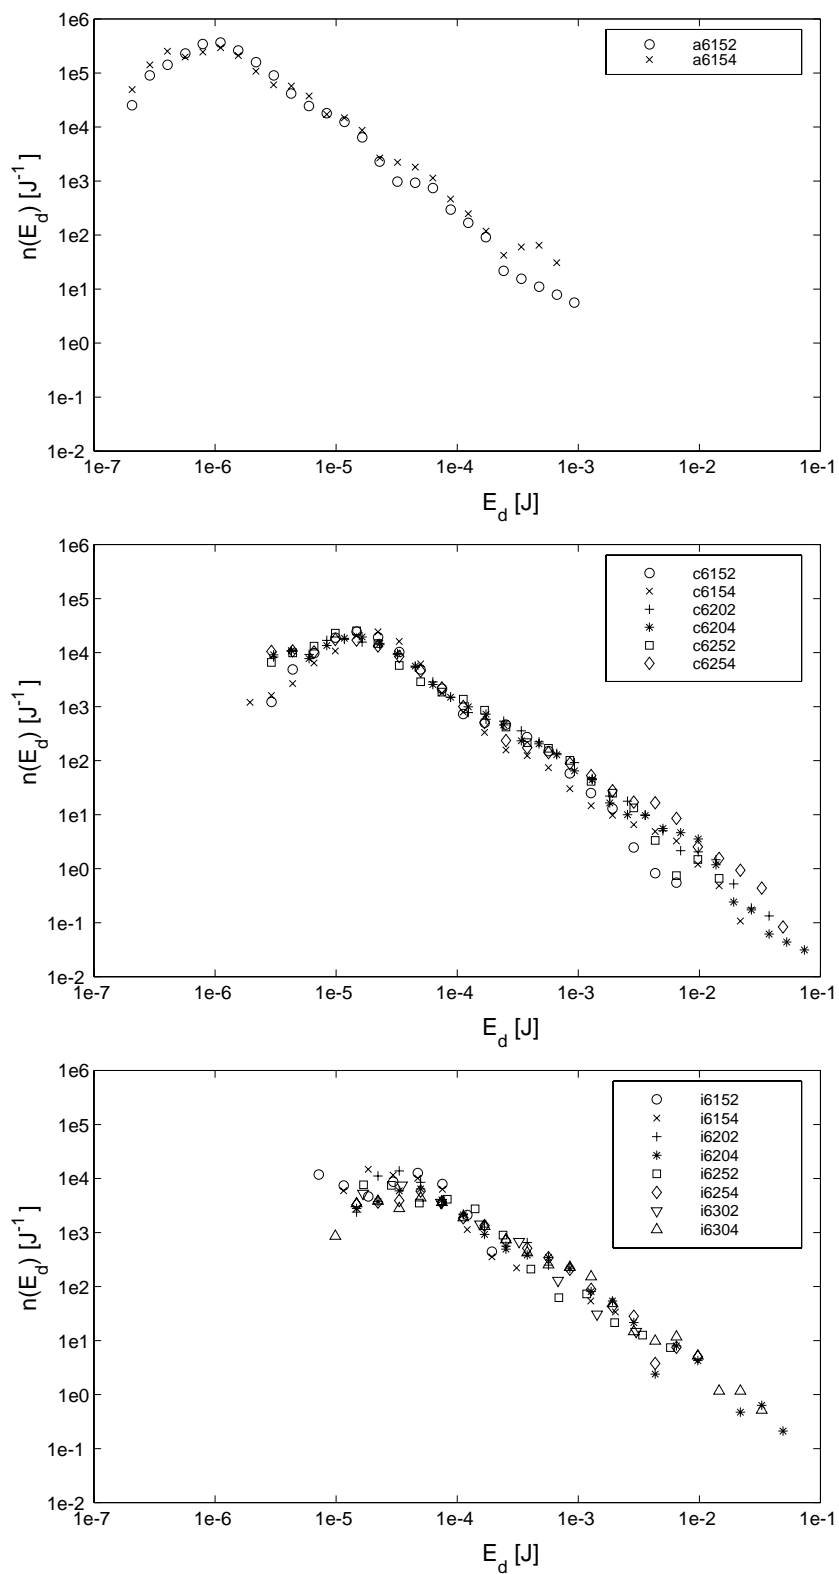 1e6
1e5
1e4
1e3
1e2
1e1
1e0
1e-1
1e-2
n(E_d) [J^-1]
a6152
a6154
1e-7 1e-6 1e-5 1e-4 1e-3 1e-2 1e-1
E_d [J]
1e6
1e5
1e4
1e3
1e2
1e1
1e0
1e-1
1e-2
n(E_d) [J^-1]
c6152
c6154
c6202
c6204
c6252
c6254
1e-7 1e-6 1e-5 1e-4 1e-3 1e-2 1e-1
E_d [J]
1e6
1e5
1e4
1e3
1e2
1e1
1e0
1e-1
1e-2
n(E_d) [J^-1]
i6152
i6154
i6202
i6204
i6252
i6254
i6302
i6304
1e-7 1e-6 1e-5 1e-4 1e-3 1e-2 1e-1
E_d [J]